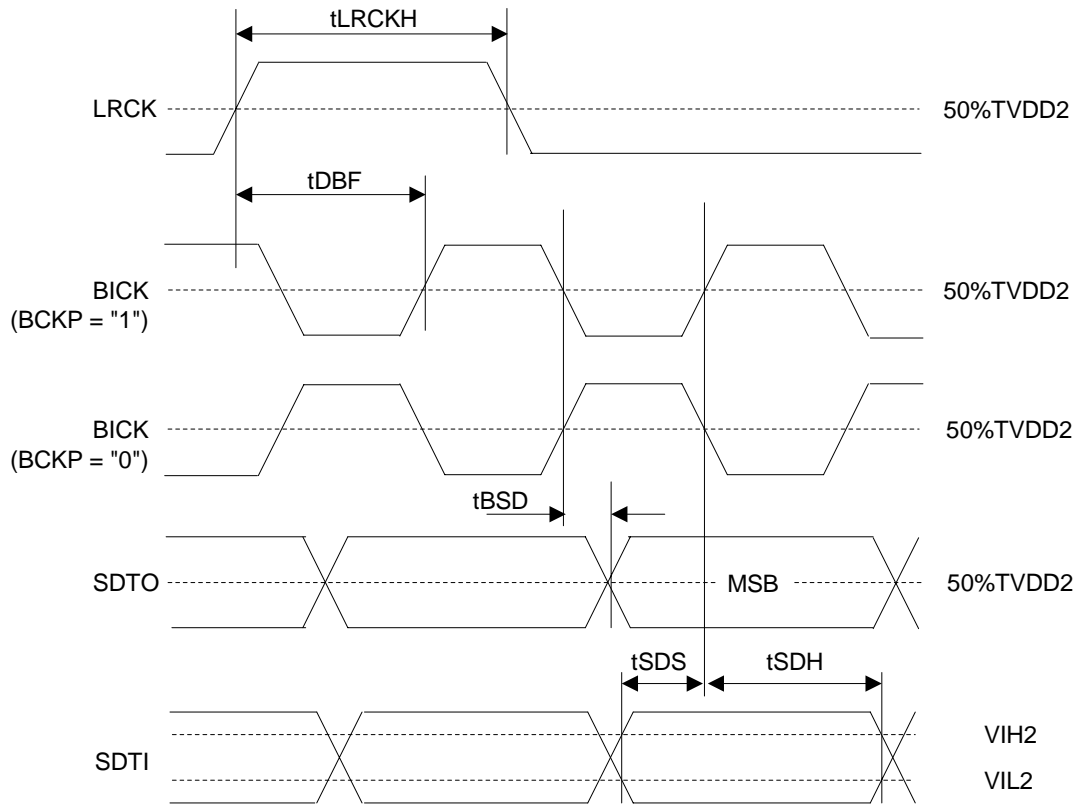 tLRCKH
LRCK
50%TVDD2
tDBF
BICK
(BCKP = "1")
50%TVDD2
BICK
(BCKP = "0")
50%TVDD2
tBSD
SDTO
MSB
50%TVDD2
tSDS
tSDH
SDTI
VIH2
VIL2